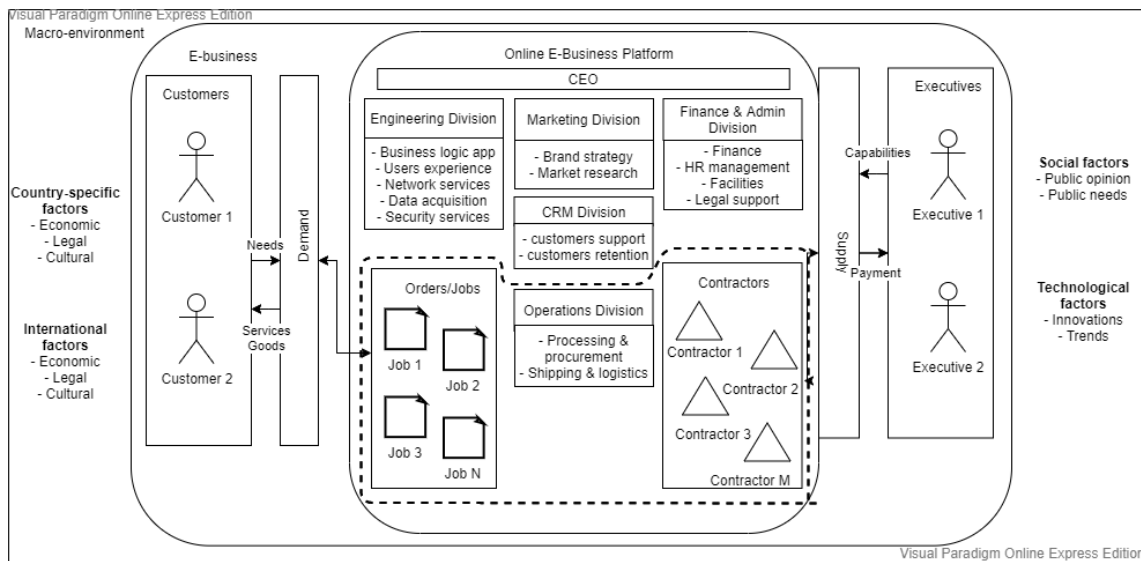 Visual Paradigm Online Express Edition
Macro-environment
E-business
Online E-Business Platform
CEO
Customers
Customer 1
Customer 2
Country-specific
factors
- Economic
- Legal
- Cultural
International
factors
- Economic
- Legal
- Cultural
Needs
Services
Goods
Demand
Engineering Division
- Business logic app
- Users experience
- Network services
- Data acquisition
- Security services
Marketing Division
- Brand strategy
- Market research
Finance & Admin
Division
- Finance
- HR management
- Facilities
- Legal support
CRM Division
- customers support
- customers retention
Orders/Jobs
Job 1
Job 2
Job 3
Job N
Operations Division
- Processing &
procurement
- Shipping & logistics
Contractors
Contractor 1
Contractor 2
Contractor 3
Contractor M
Supply
Capabilities
Payment
Executives
Executive 1
Executive 2
Social factors
- Public opinion
- Public needs
Technological
factors
- Innovations
- Trends
Visual Paradigm Online Express Edition